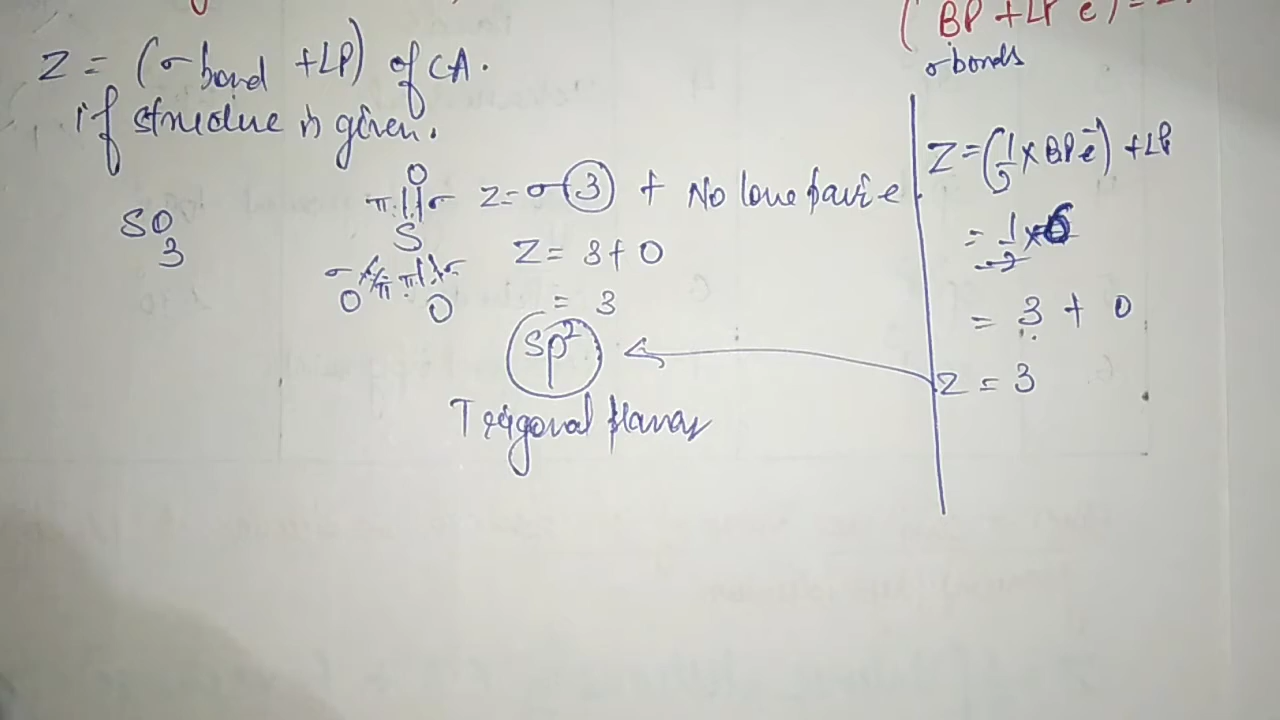 (BP+LP e) =
σ bonds
Z = (σ bond +LP) of CA.
if structure is given.
SO3
O
π σ
S
σ π π σ
O O
Z = σ 3 + No lone pair e
Z = 3 + 0
= 3
sp²
Trigonal planar
Z = (1/2 × BP e⁻) + LP
= 1/2 × 6
= 3 + 0
Z = 3